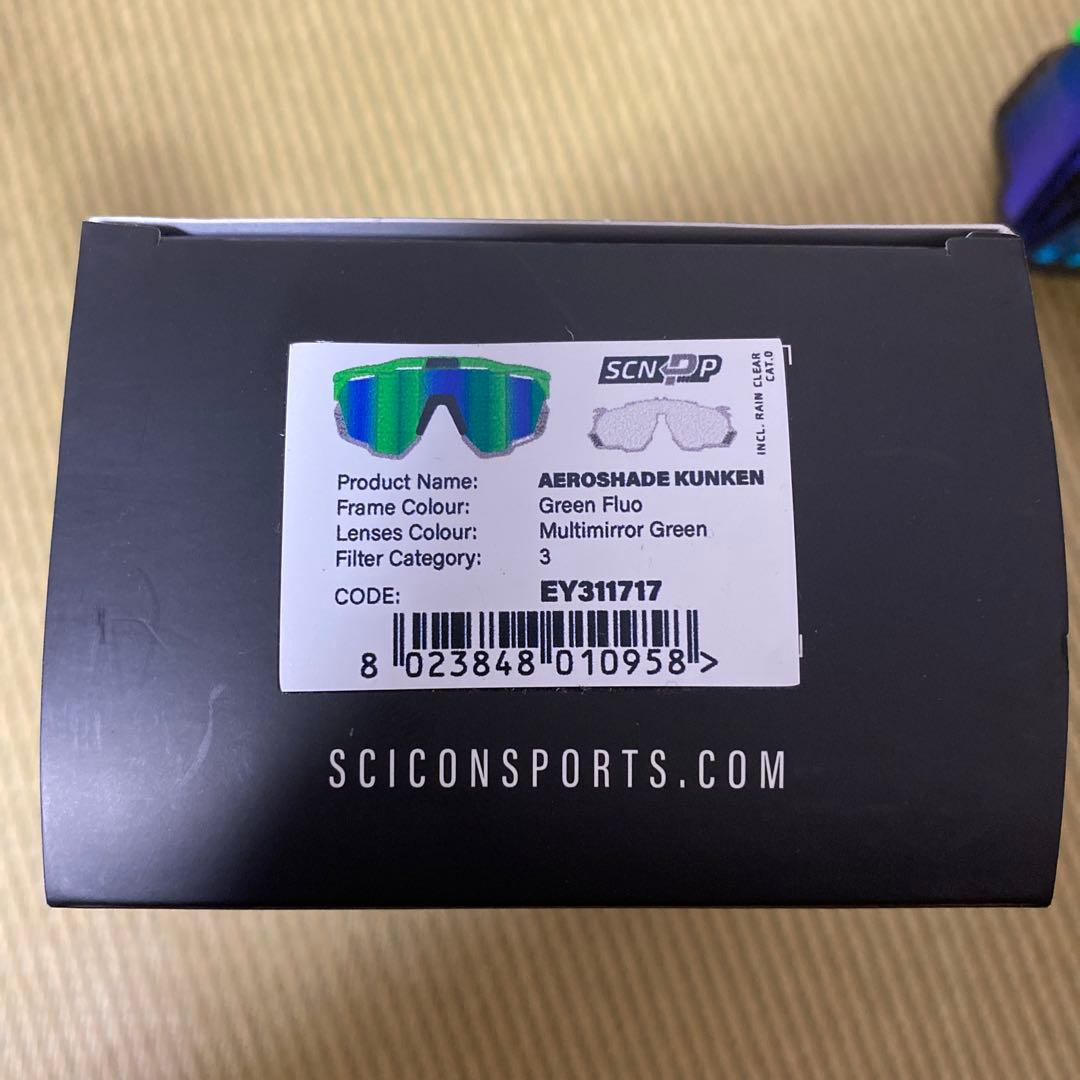 SCNPP
INCL. RAIN CLEAR
CAT.0
Product Name: AEROSHADE KUNKEN
Frame Colour: Green Fluo
Lenses Colour: Multimirror Green
Filter Category: 3
CODE: EY311717
8 023848 010958 >
SCICONSPORTS.COM